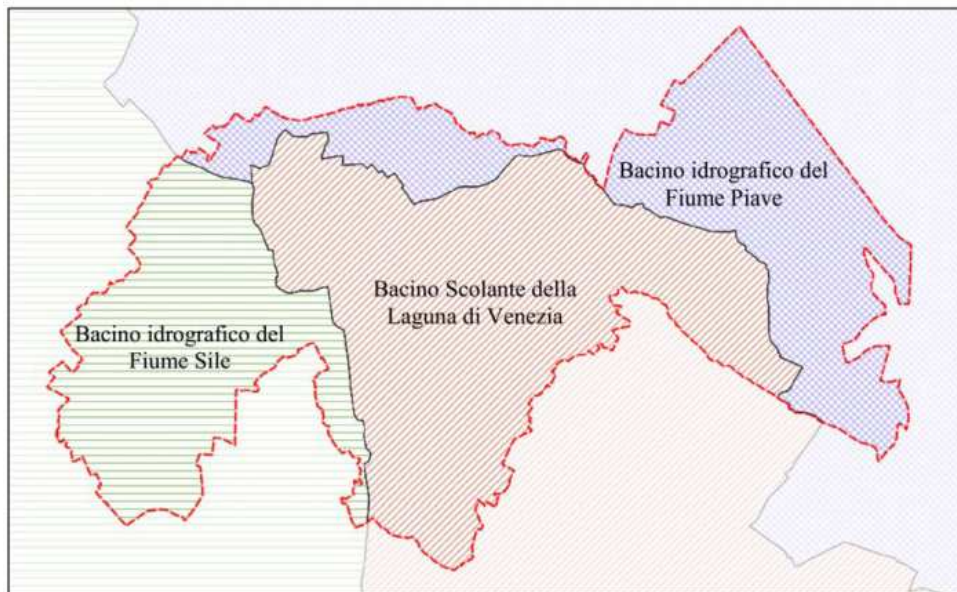 Bacino idrografico del
Fiume Piave
Bacino Scolante della
Laguna di Venezia
Bacino idrografico del
Fiume Sile